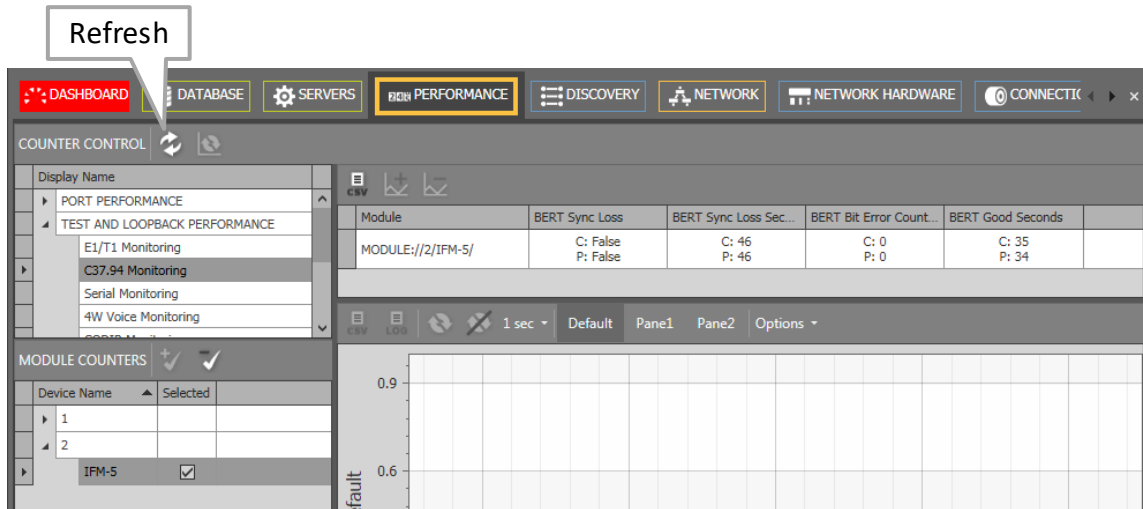 Refresh
DASHBOARD DATABASE SERVERS PERFORMANCE DISCOVERY NETWORK NETWORK HARDWARE CONNECTI
COUNTER CONTROL
Display Name
PORT PERFORMANCE
TEST AND LOOPBACK PERFORMANCE
E1/T1 Monitoring
C37.94 Monitoring
Serial Monitoring
4W Voice Monitoring
CSV
Module BERT Sync Loss BERT Sync Loss Sec... BERT Bit Error Count... BERT Good Seconds
MODULE://2/IFM-5/ C: False C: 46 C: 0 C: 35
P: False P: 46 P: 0 P: 34
CSV LOG 1 sec Default Pane1 Pane2 Options
MODULE COUNTERS
Device Name Selected
1
2
IFM-5
0.9
0.6
efault